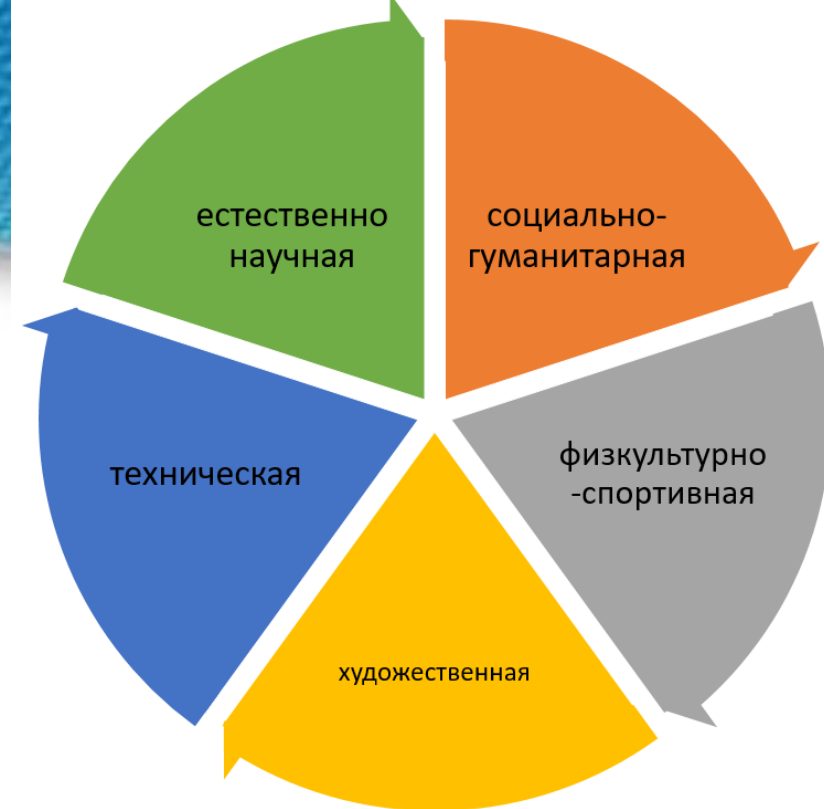 естественно
научная
социально-
гуманитарная
физкультурно
-спортивная
техническая
художественная